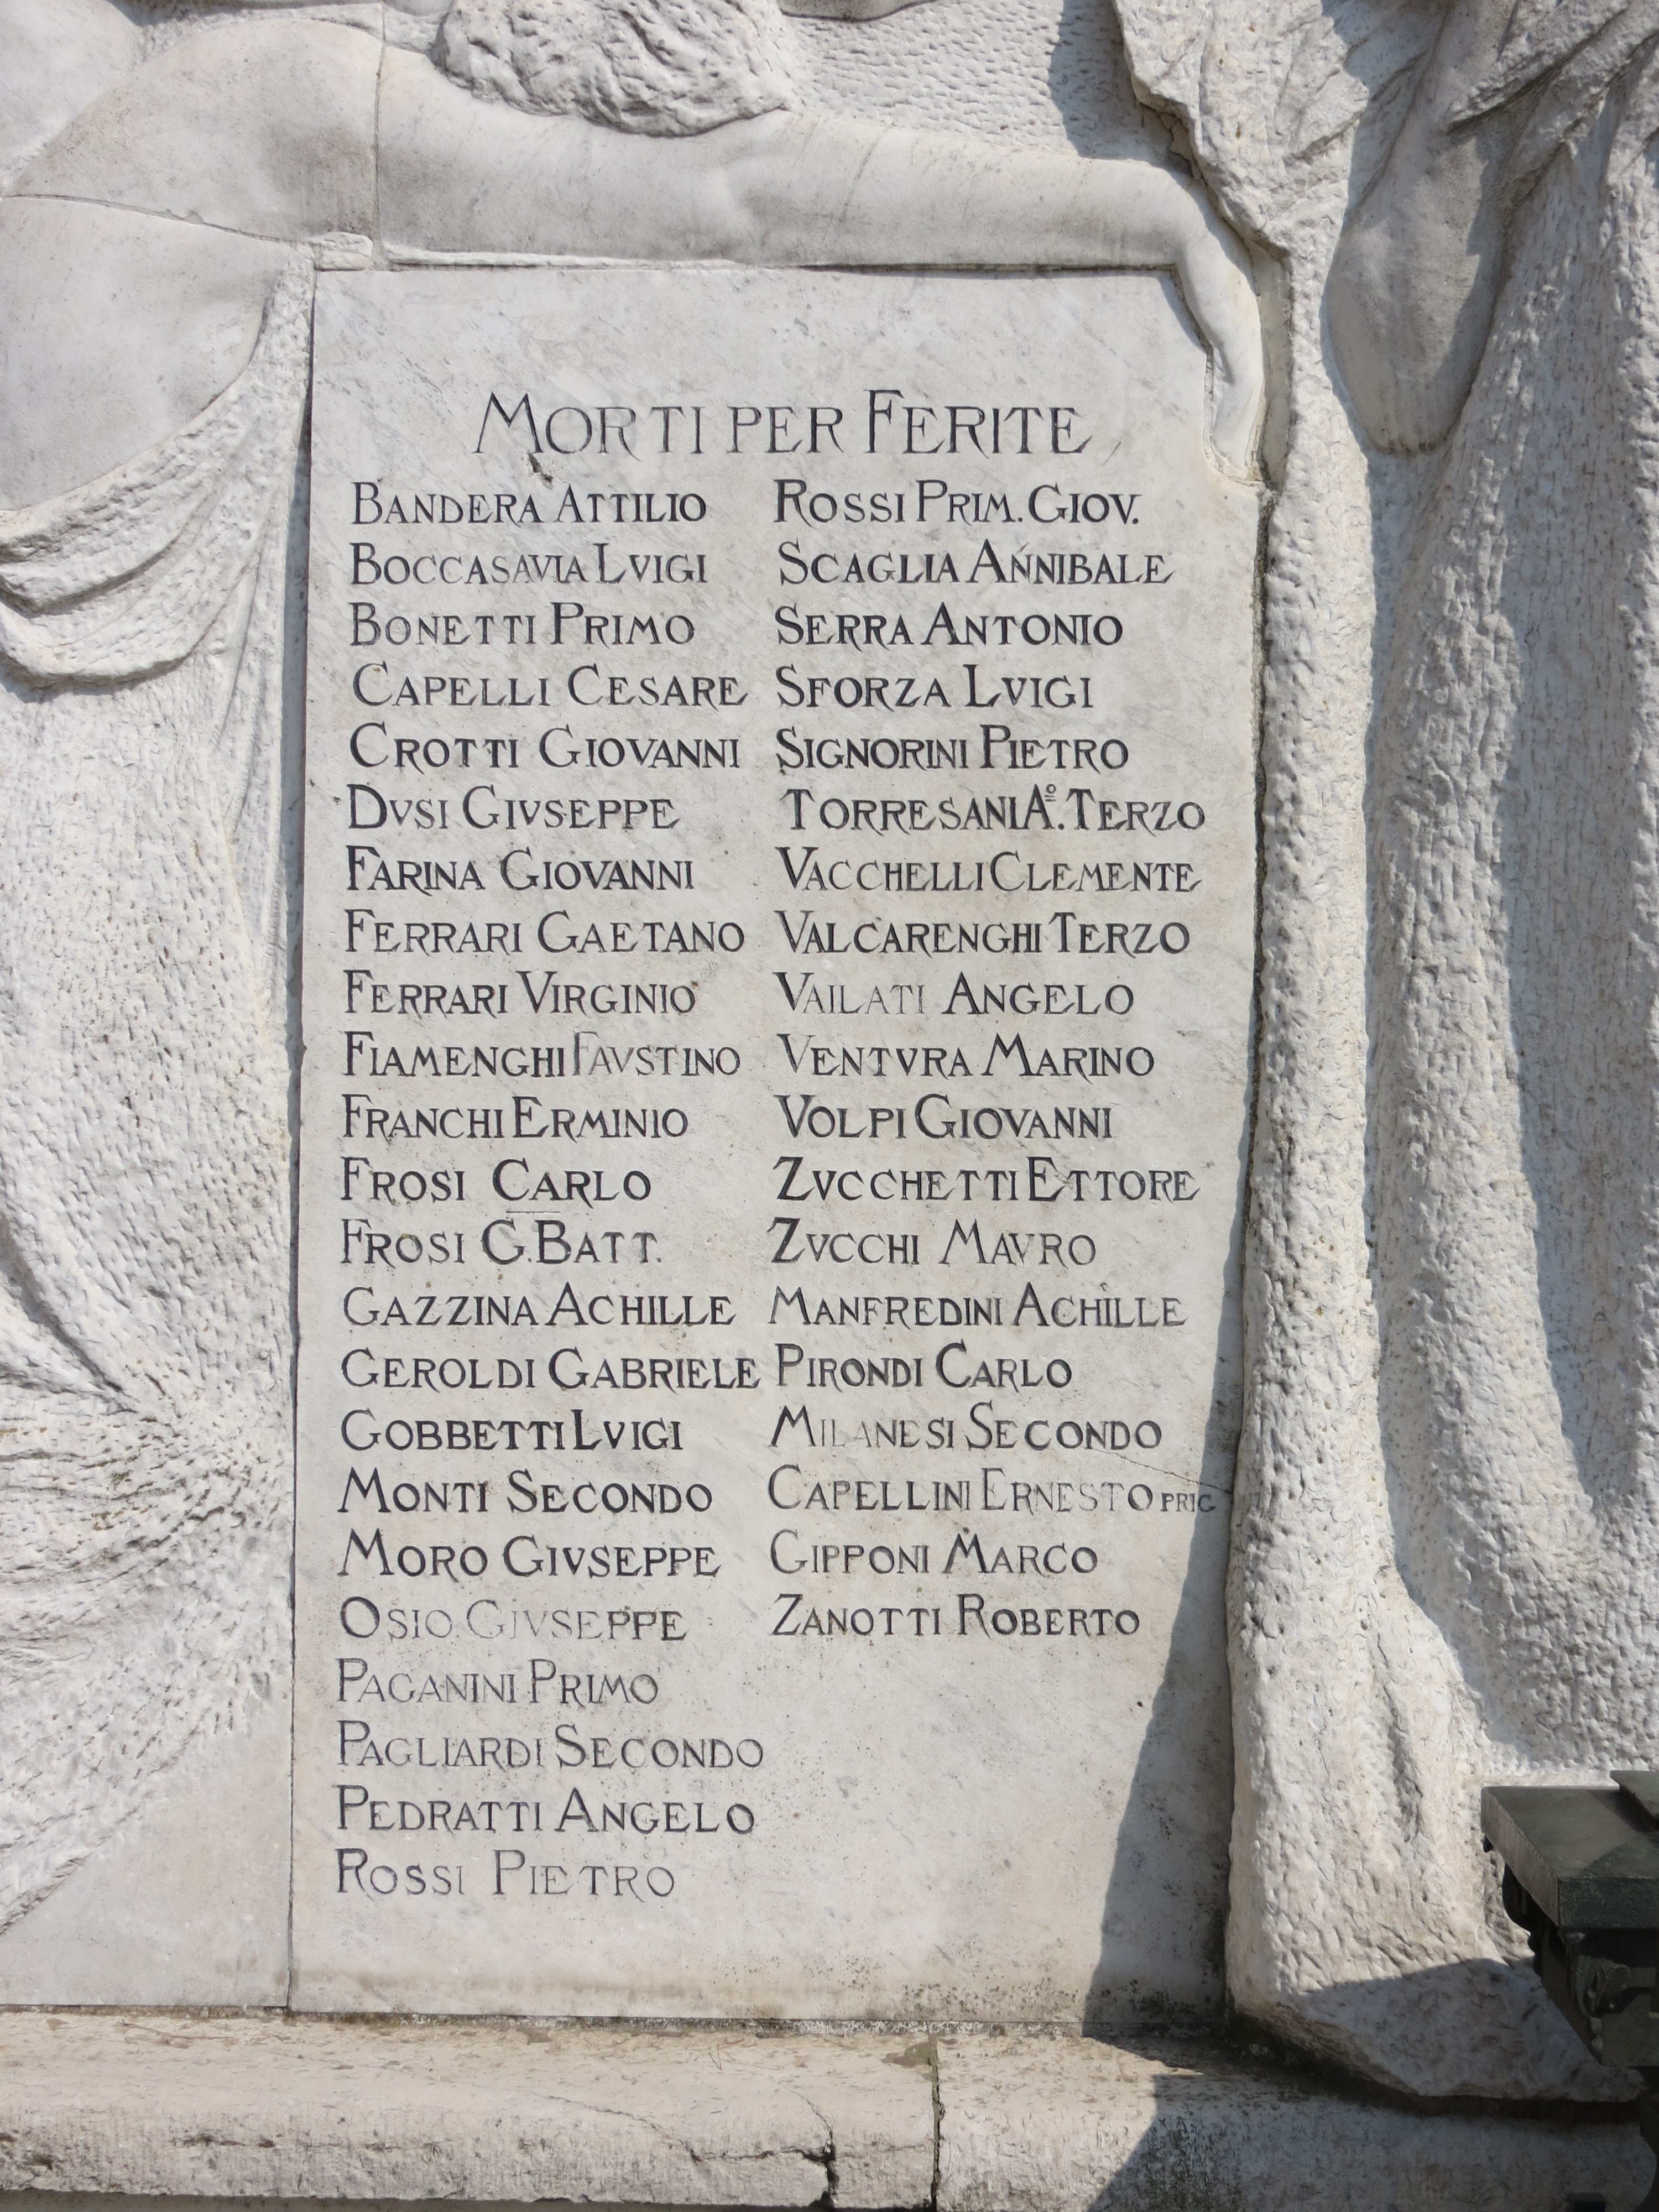 MORTI PER FERITE
BANDERA ATTILIO
BOCCASAVIA LVIGI
BONETTI PRIMO
CAPELLI CESARE
CROTTI GIOVANNI
DVSI GIVSEPPE
FARINA GIOVANNI
FERRARI GAETANO
FERRARI VIRGINIO
FIAMENGHI FAVSTINO
FRANCHI ERMINIO
FROSI CARLO
FROSI G.BATT.
GAZZINA ACHILLE
GEROLDI GABRIELE
GOBBETTI LVIGI
MONTI SECONDO
MORO GIVSEPPE
OSIO GIVSEPPE
PAGANINI PRIMO
PAGLIARDI SECONDO
PEDRATTI ANGELO
ROSSI PIETRO
ROSSI PRIM. GIOV.
SCAGLIA ANNIBALE
SERRA ANTONIO
SFORZA LVIGI
SIGNORINI PIETRO
TORRESANI Aº. TERZO
VACCHELLI CLEMENTE
VALCARENGHI TERZO
VAILATI ANGELO
VENTVRA MARINO
VOLPI GIOVANNI
ZVCCHETTI ETTORE
ZVCCHI MAVRO
MANFREDINI ACHILLE
PIRONDI CARLO
MILANESI SECONDO
CAPELLINI ERNESTO PRIG
GIPPONI MARCO
ZANOTTI ROBERTO